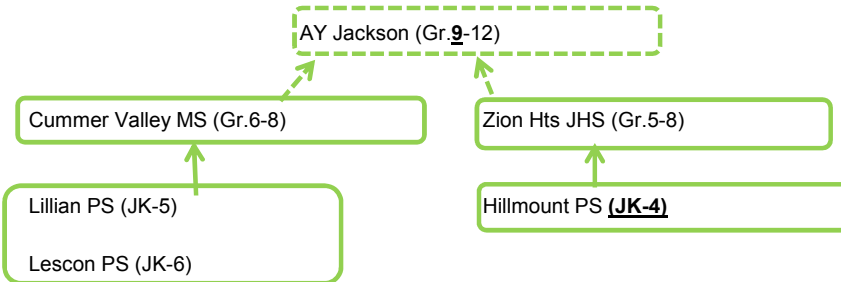 AY Jackson (Gr.9-12)
Cummer Valley MS (Gr.6-8)
Zion Hts JHS (Gr.5-8)
Lillian PS (JK-5)
Hillmount PS (JK-4)
Lescon PS (JK-6)